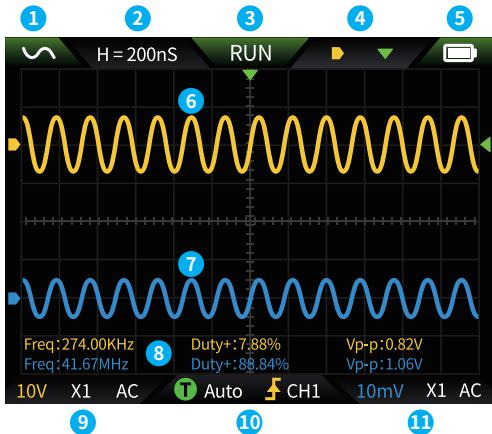 1 2 3 4 5
H=200nS RUN
6
7
Freq:274.00KHz Duty+:7.88% Vp-p:0.82V
8
Freq:41.67MHz Duty+:88.84% Vp-p:1.06V
10V X1 AC T Auto CH1 10mV X1 AC
9 10 11